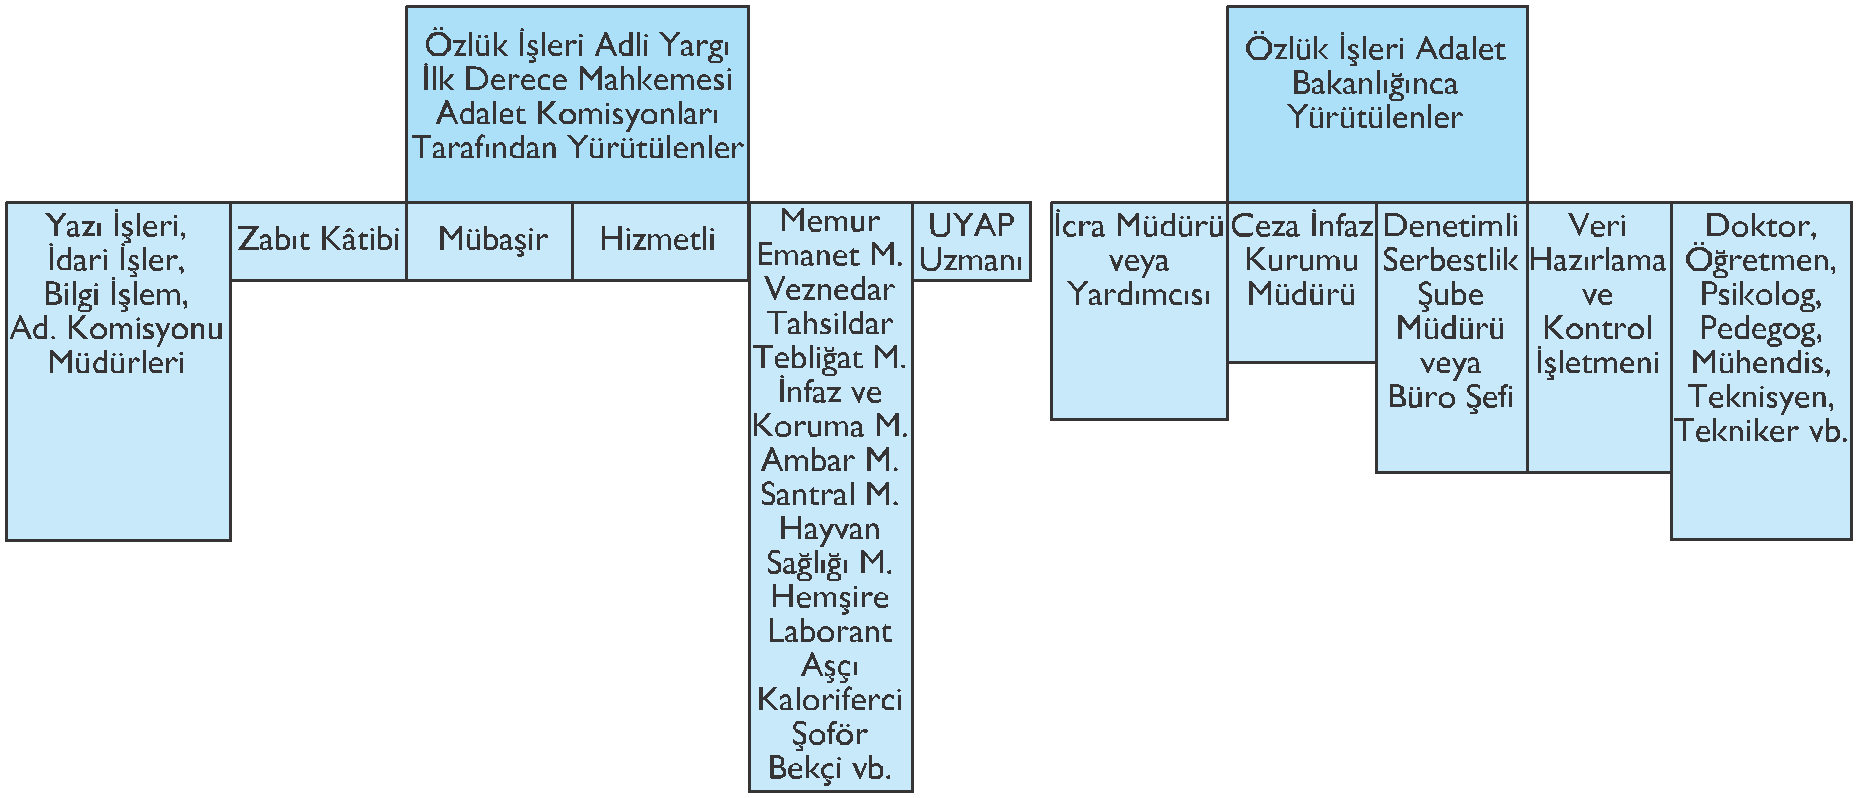 Özlük İşleri Adli Yargı
İlk Derece Mahkemesi
Adalet Komisyonları
Tarafından Yürütülenler
Yazı İşleri,
İdari İşler,
Bilgi İşlem,
Ad. Komisyonu
Müdürleri
Zabıt Kâtibi
Mübaşir
Hizmetli
Memur
Emanet M.
Veznedar
Tahsildar
Tebliğat M.
İnfaz ve
Koruma M.
Ambar M.
Santral M.
Hayvan
Sağlığı M.
Hemşire
Laborant
Aşçı
Kaloriferci
Şoför
Bekçi vb.
UYAP
Uzmanı
Özlük İşleri Adalet
Bakanlığınca
Yürütülenler
İcra Müdürü
veya
Yardımcısı
Ceza İnfaz
Kurumu
Müdürü
Denetimli
Serbestlik
Şube
Müdürü
veya
Büro Şefi
Veri
Hazırlama
ve
Kontrol
İşletmeni
Doktor,
Öğretmen,
Psikolog,
Pedegog,
Mühendis,
Teknisyen,
Tekniker vb.